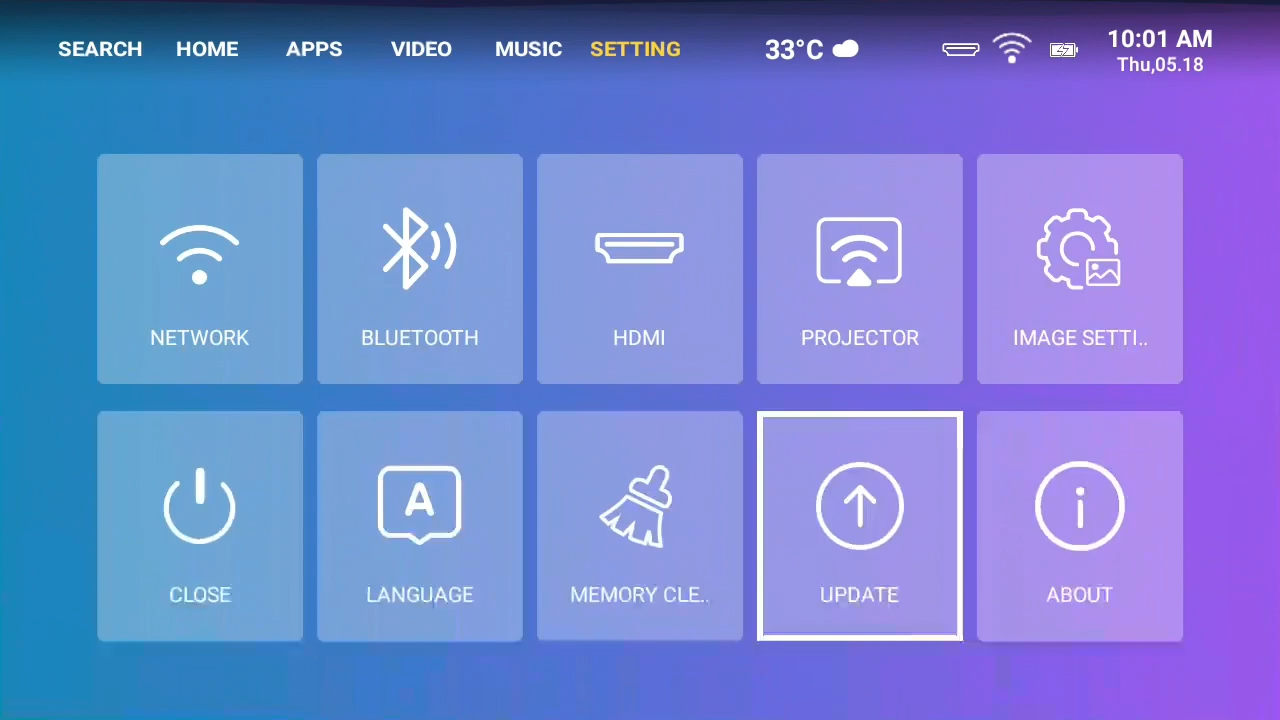 SEARCH HOME APPS VIDEO MUSIC SETTING 33°C 10:01 AM
Thu,05.18
NETWORK BLUETOOTH HDMI PROJECTOR IMAGE SETTI..
A
CLOSE LANGUAGE MEMORY CLE.. UPDATE ABOUT